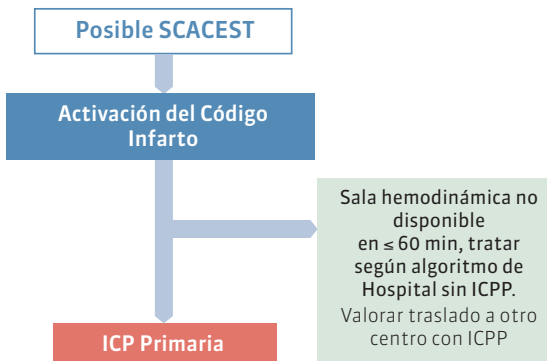 Posible SCACEST
Activación del Código
Infarto
Sala hemodinámica no
disponible
en ≤ 60 min, tratar
según algoritmo de
Hospital sin ICPP.
Valorar traslado a otro
centro con ICPP
ICP Primaria